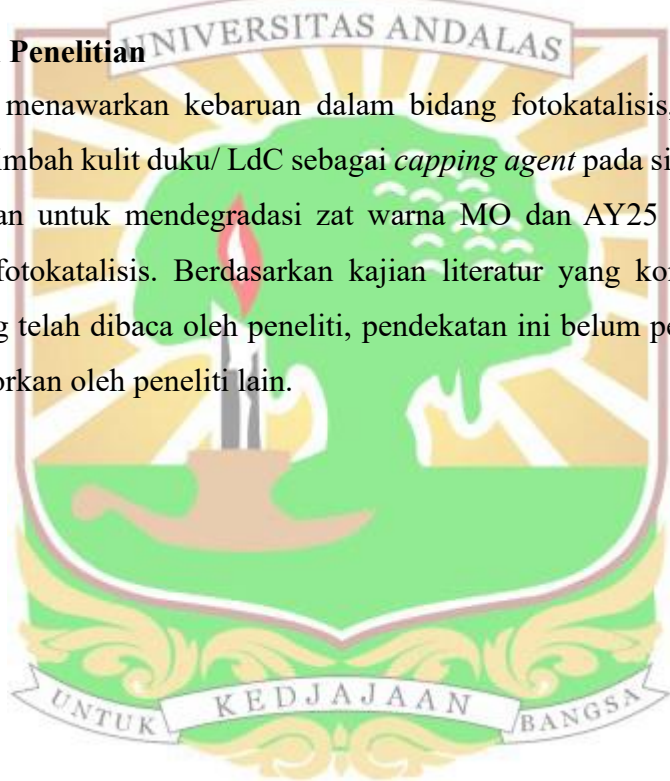 UNIVERSITAS ANDALAS
Penelitian
menawarkan kebaruan dalam bidang fotokatalisis,
imbah kulit duku/ LdC sebagai capping agent pada si
an untuk mendegradasi zat warna MO dan AY25
fotokatalisis. Berdasarkan kajian literatur yang ko
g telah dibaca oleh peneliti, pendekatan ini belum pe
orkan oleh peneliti lain.
UNTUK KEDJAJAAN BANGSA